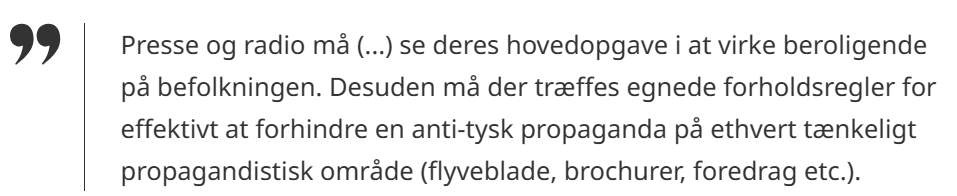 ”
Presse og radio må (...) se deres hovedopgave i at virke beroligende
på befolkningen. Desuden må der træffes egnede forholdsregler for
effektivt at forhindre en anti-tysk propaganda på ethvert tænkeligt
propagandistisk område (flyveblade, brochurer, foredrag etc.).